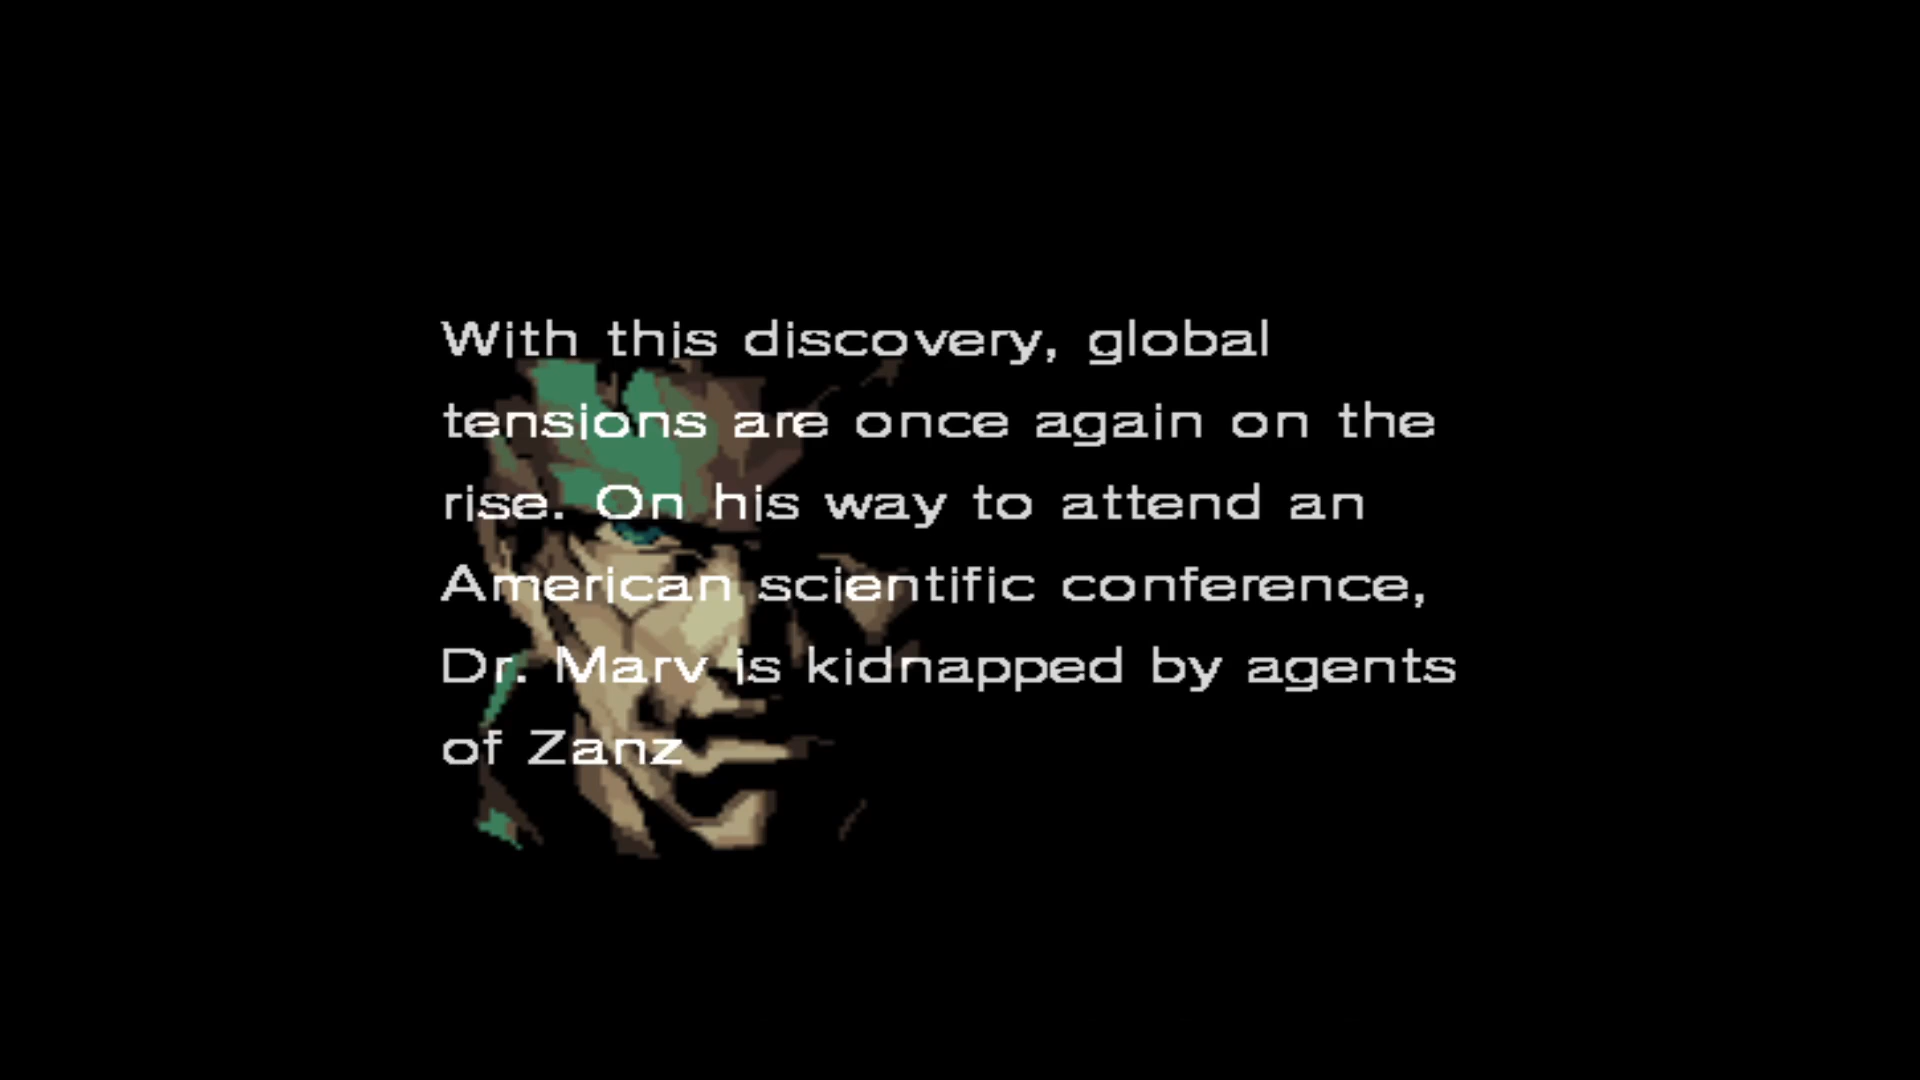 With this discovery, global
tensions are once again on the
rise. On his way to attend an
American scientific conference,
Dr. Marv is kidnapped by agents
of Zanz